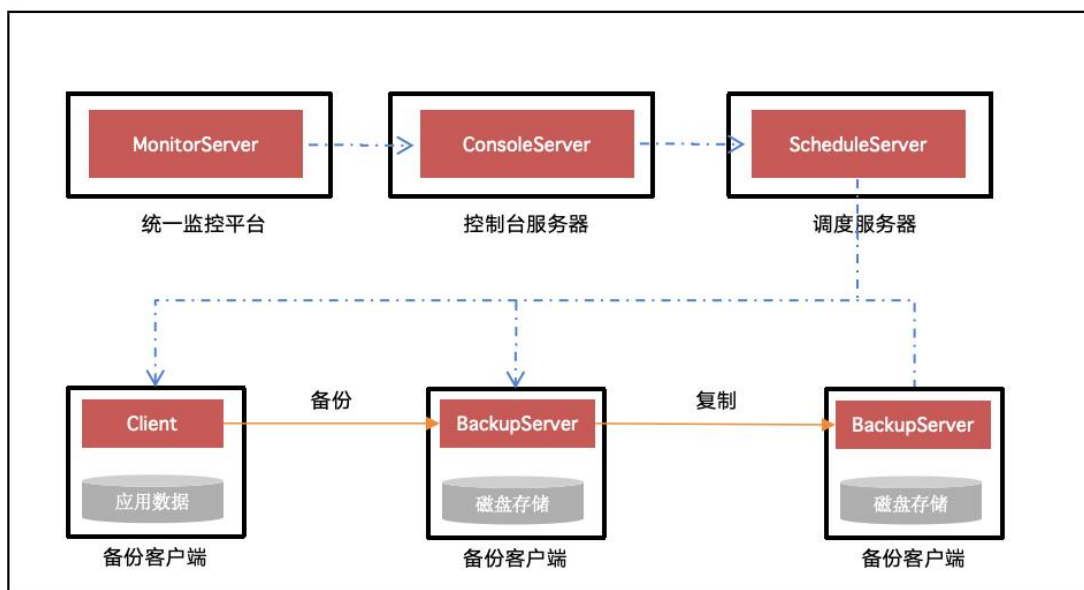 MonitorServer
ConsoleServer
ScheduleServer
统一监控平台
控制台服务器
调度服务器
备份
复制
Client
BackupServer
BackupServer
应用数据
磁盘存储
磁盘存储
备份客户端
备份客户端
备份客户端